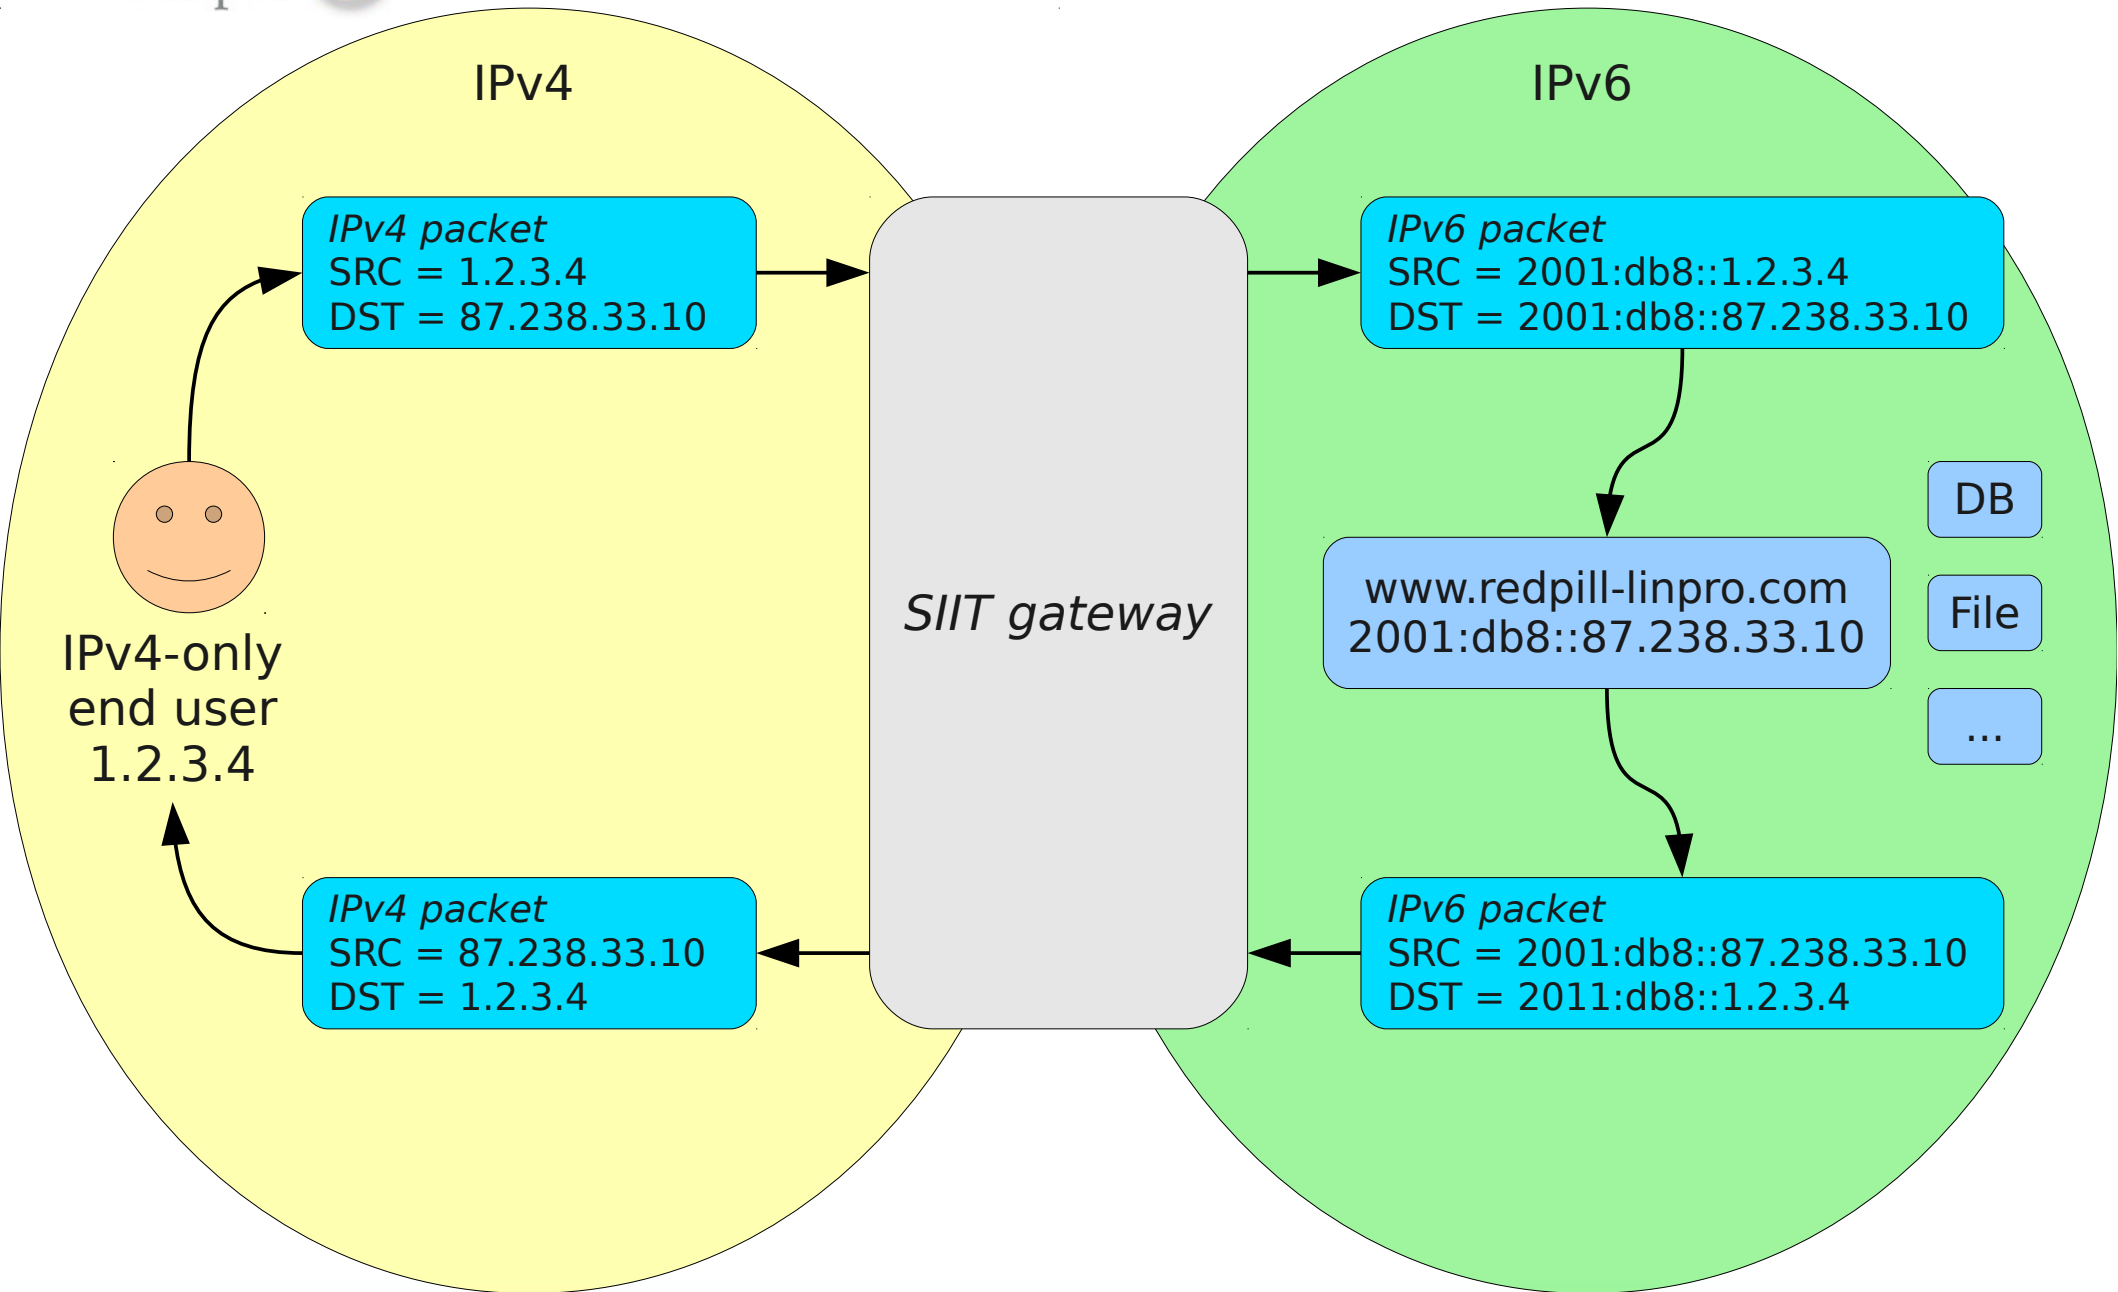 IPv4
IPv6
IPv4 packet
SRC = 1.2.3.4
DST = 87.238.33.10
IPv6 packet
SRC = 2001:db8::1.2.3.4
DST = 2001:db8::87.238.33.10
SIIT gateway
IPv4-only
end user
1.2.3.4
www.redpill-linpro.com
2001:db8::87.238.33.10
DB
File
...
IPv4 packet
SRC = 87.238.33.10
DST = 1.2.3.4
IPv6 packet
SRC = 2001:db8::87.238.33.10
DST = 2011:db8::1.2.3.4